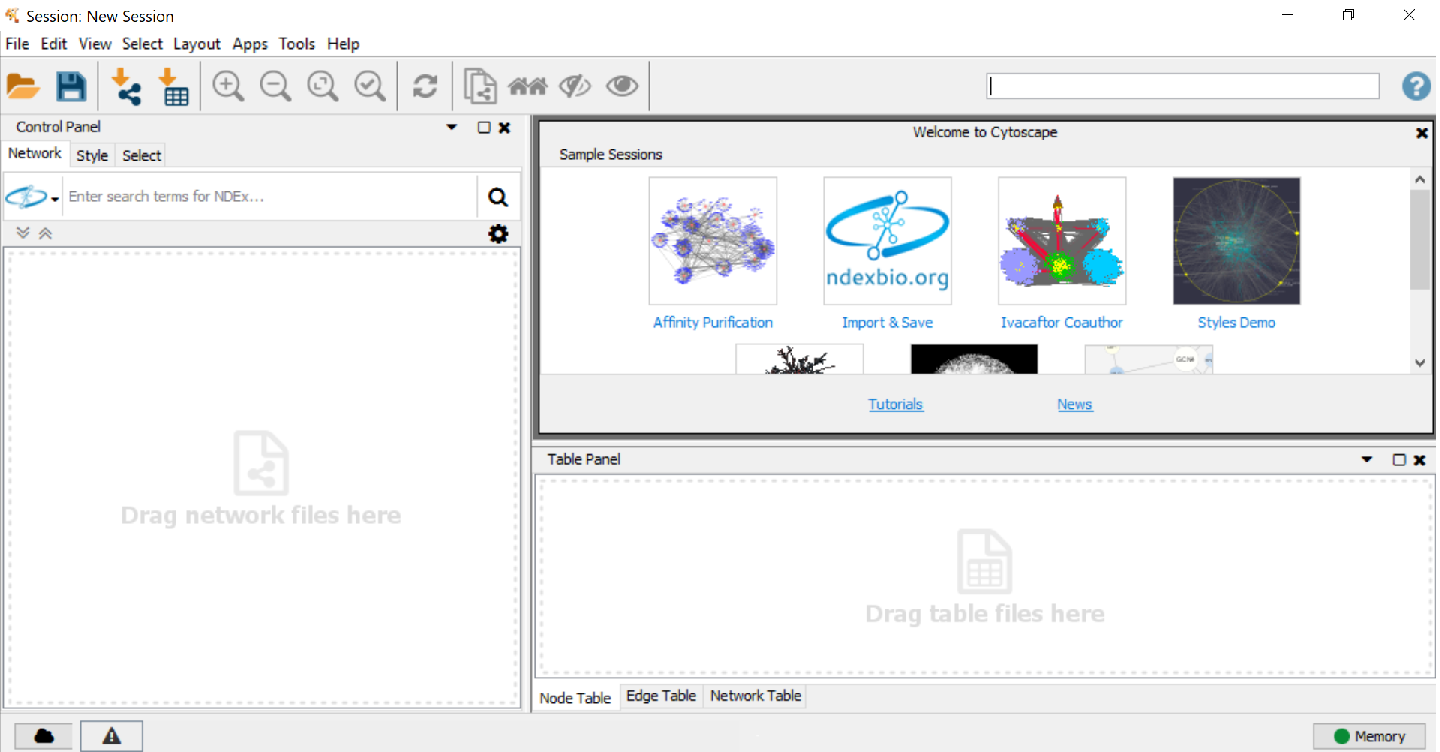 Session: New Session
File Edit View Select Layout Apps Tools Help
Control Panel
Network Style Select
Enter search terms for NDEx...
Drag network files here
Welcome to Cytoscape
Sample Sessions
ndexbio.org
Affinity Purification Import & Save Ivacaftor Coauthor Styles Demo
Tutorials News
Table Panel
Drag table files here
Node Table Edge Table Network Table
Memory